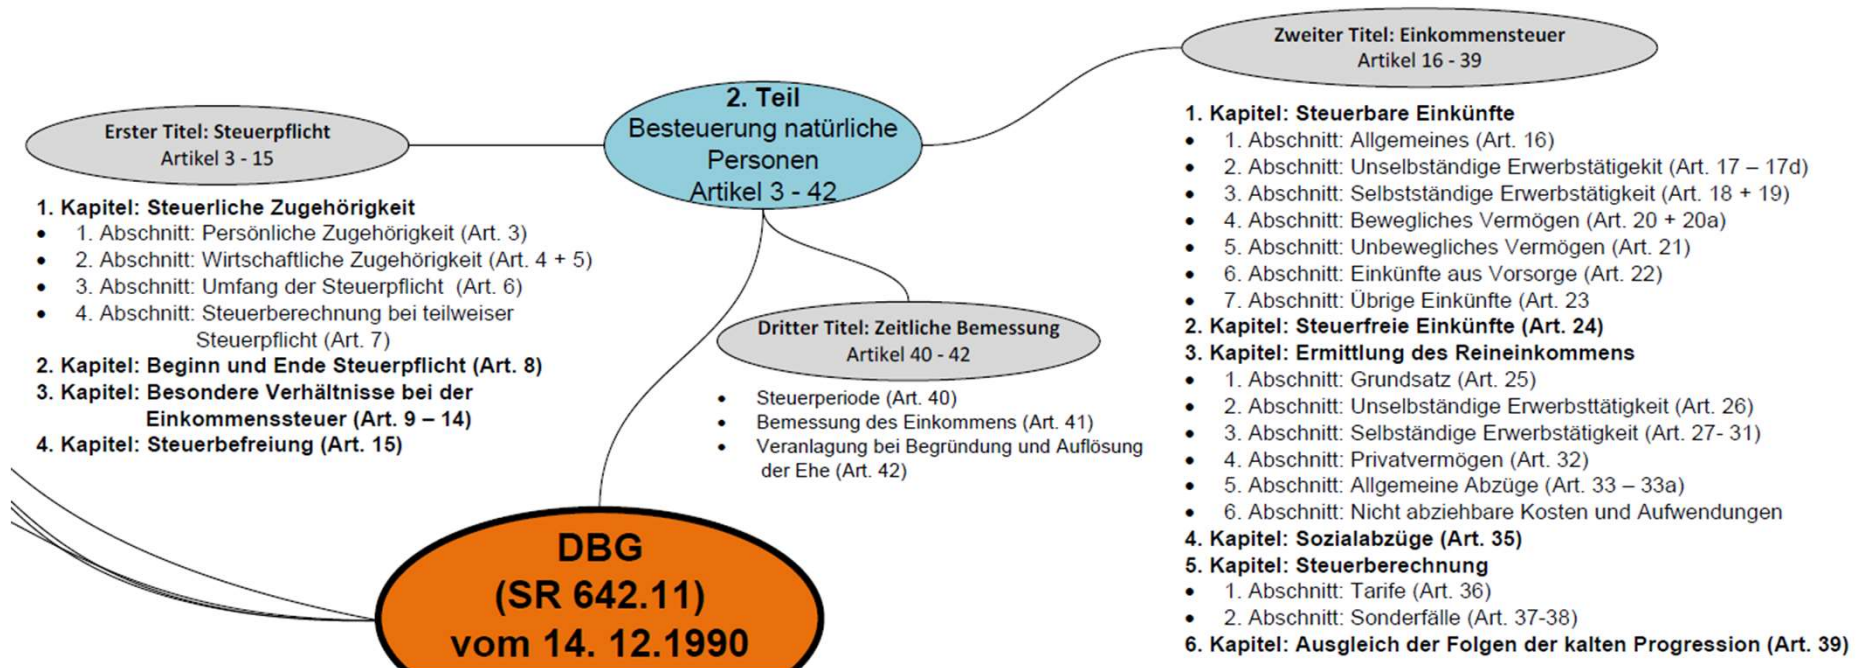 Zweiter Titel: Einkommensteuer
Artikel 16 - 39
2. Teil
Besteuerung natürliche
Personen
Artikel 3 - 42
Erster Titel: Steuerpflicht
Artikel 3 - 15
1. Kapitel: Steuerliche Zugehörigkeit
• 1. Abschnitt: Persönliche Zugehörigkeit (Art. 3)
• 2. Abschnitt: Wirtschaftliche Zugehörigkeit (Art. 4 + 5)
• 3. Abschnitt: Umfang der Steuerpflicht (Art. 6)
• 4. Abschnitt: Steuerberechnung bei teilweiser
Steuerpflicht (Art. 7)
2. Kapitel: Beginn und Ende Steuerpflicht (Art. 8)
3. Kapitel: Besondere Verhältnisse bei der
Einkommenssteuer (Art. 9 – 14)
4. Kapitel: Steuerbefreiung (Art. 15)
Dritter Titel: Zeitliche Bemessung
Artikel 40 - 42
• Steuerperiode (Art. 40)
• Bemessung des Einkommens (Art. 41)
• Veranlagung bei Begründung und Auflösung
der Ehe (Art. 42)
1. Kapitel: Steuerbare Einkünfte
• 1. Abschnitt: Allgemeines (Art. 16)
• 2. Abschnitt: Unselbständige Erwerbstätigekit (Art. 17 – 17d)
• 3. Abschnitt: Selbstständige Erwerbstätigkeit (Art. 18 + 19)
• 4. Abschnitt: Bewegliches Vermögen (Art. 20 + 20a)
• 5. Abschnitt: Unbewegliches Vermögen (Art. 21)
• 6. Abschnitt: Einkünfte aus Vorsorge (Art. 22)
• 7. Abschnitt: Übrige Einkünfte (Art. 23
2. Kapitel: Steuerfreie Einkünfte (Art. 24)
3. Kapitel: Ermittlung des Reineinkommens
• 1. Abschnitt: Grundsatz (Art. 25)
• 2. Abschnitt: Unselbständige Erwerbsttätigkeit (Art. 26)
• 3. Abschnitt: Selbständige Erwerbstätigkeit (Art. 27- 31)
• 4. Abschnitt: Privatvermögen (Art. 32)
• 5. Abschnitt: Allgemeine Abzüge (Art. 33 – 33a)
• 6. Abschnitt: Nicht abziehbare Kosten und Aufwendungen
4. Kapitel: Sozialabzüge (Art. 35)
5. Kapitel: Steuerberechnung
• 1. Abschnitt: Tarife (Art. 36)
• 2. Abschnitt: Sonderfälle (Art. 37-38)
6. Kapitel: Ausgleich der Folgen der kalten Progression (Art. 39)
DBG
(SR 642.11)
vom 14. 12.1990